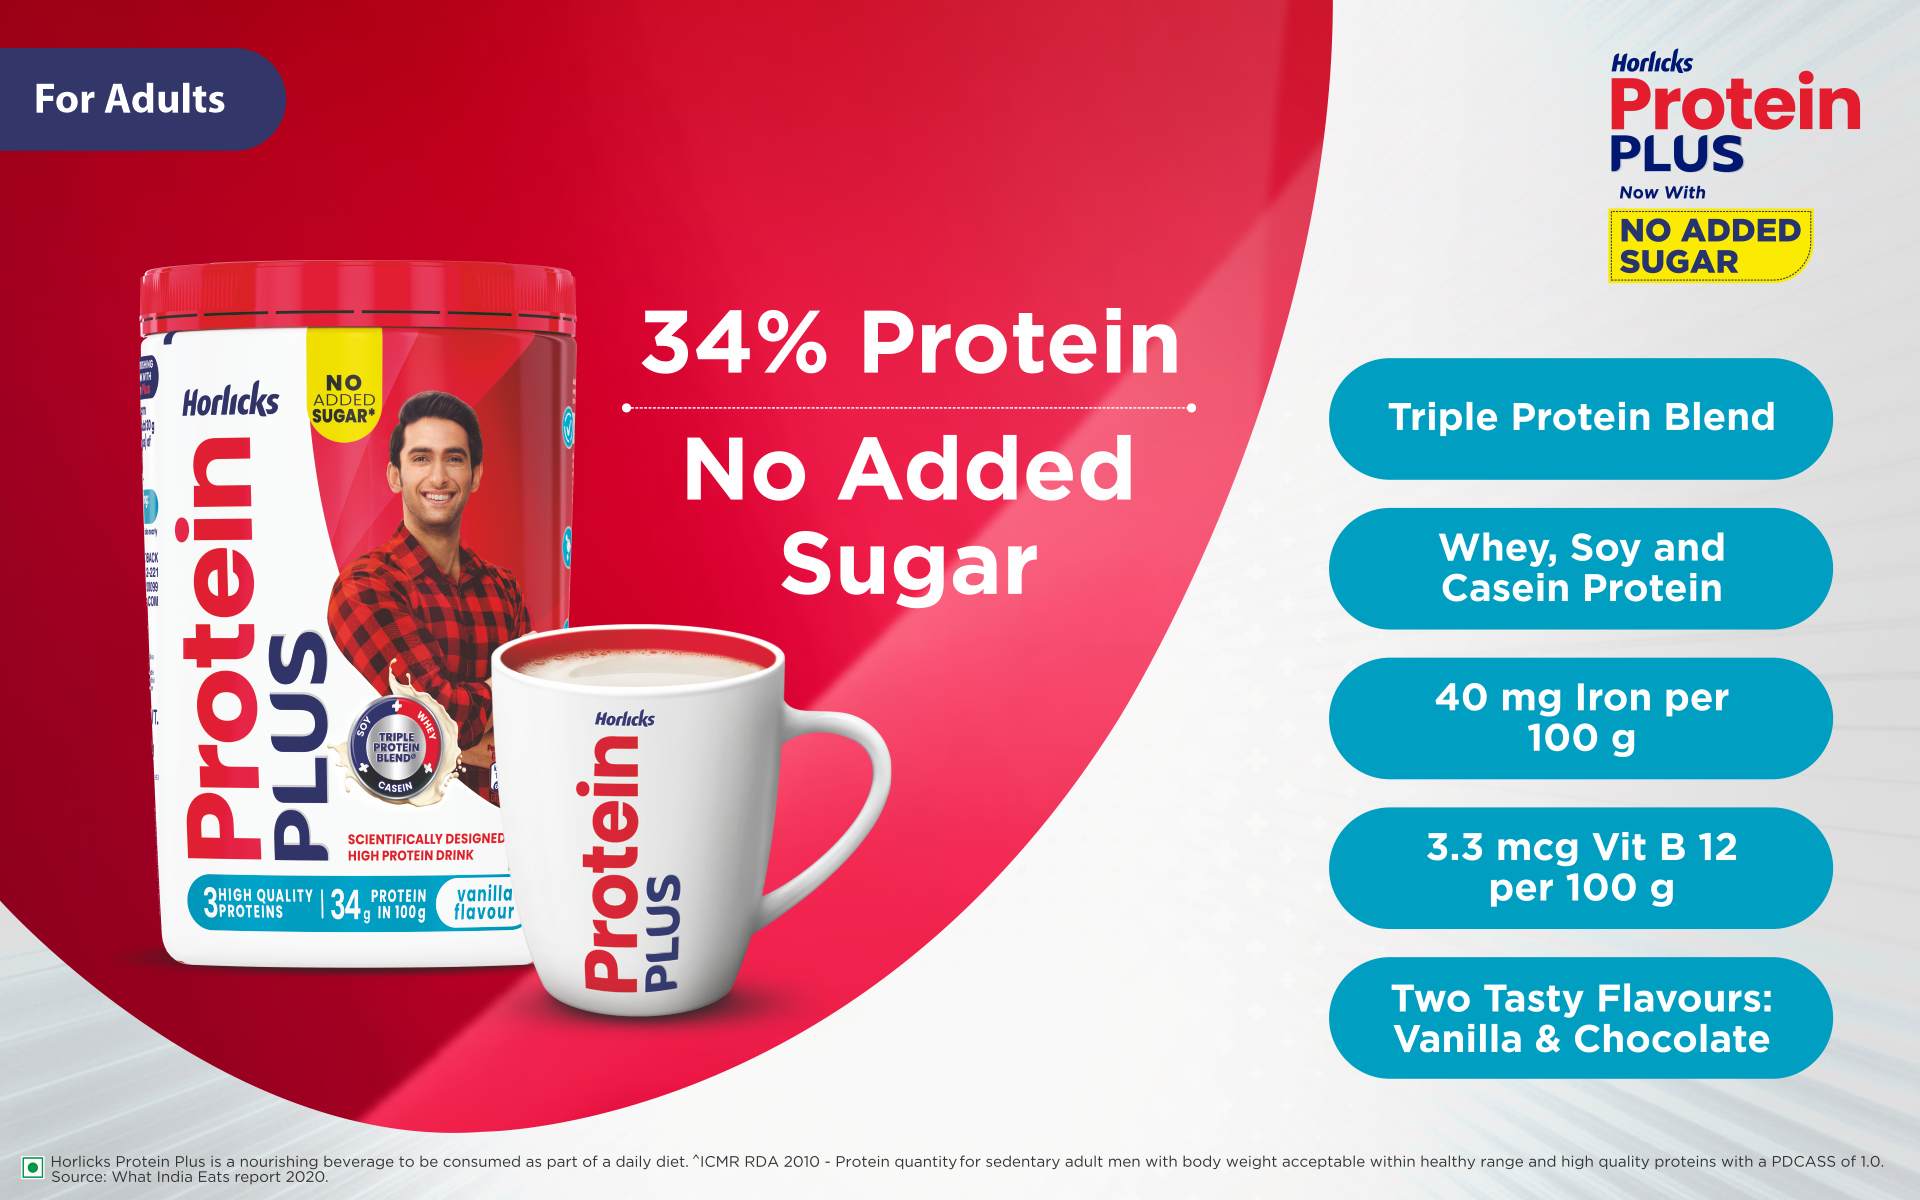 For Adults
Horlicks
Protein
PLUS
Now With
NO ADDED
SUGAR
34% Protein
No Added
Sugar
Triple Protein Blend
Whey, Soy and
Casein Protein
40 mg Iron per
100 g
3.3 mcg Vit B 12
per 100 g
Two Tasty Flavours:
Vanilla & Chocolate
Horlicks
NO
ADDED
SUGAR*
Protein
PLUS
SOY
WHEY
TRIPLE
PROTEIN
BLEND®
CASEIN
SCIENTIFICALLY DESIGNED
HIGH PROTEIN DRINK
3 HIGH QUALITY PROTEINS | 34g PROTEIN IN 100g
vanilla
flavour
Horlicks
Protein
PLUS
Horlicks Protein Plus is a nourishing beverage to be consumed as part of a daily diet. ^ICMR RDA 2010 - Protein quantity for sedentary adult men with body weight acceptable within healthy range and high quality proteins with a PDCASS of 1.0.
Source: What India Eats report 2020.